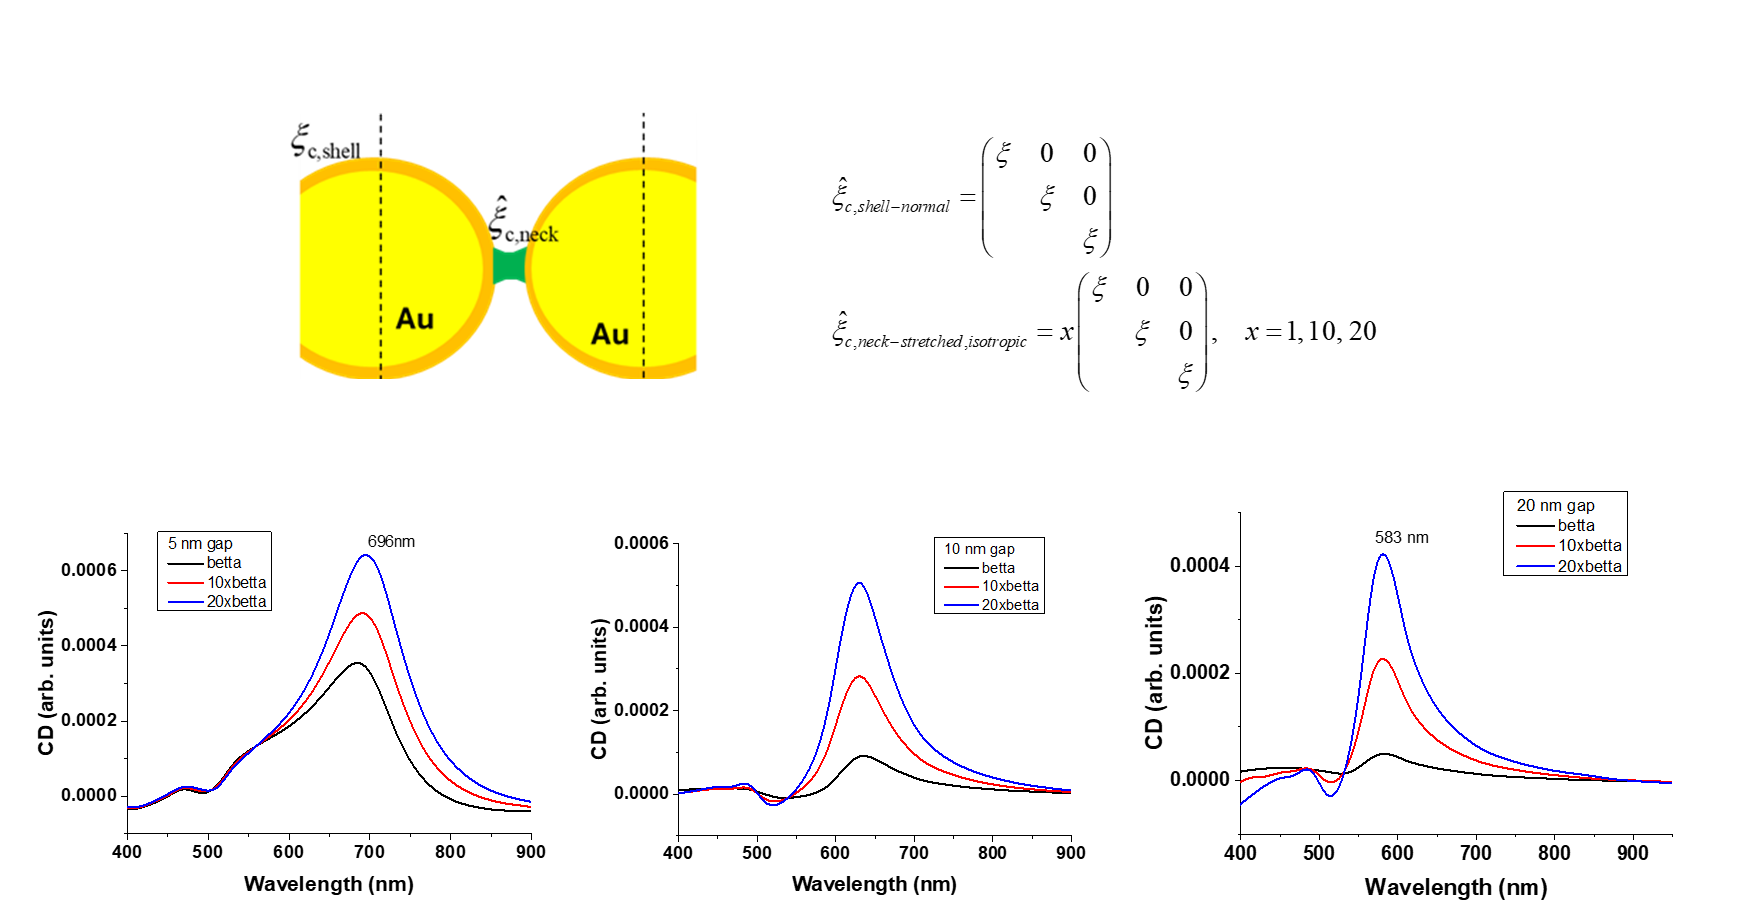 ξc,shell
ξ̂c,neck
Au
Au
ξ̂c,shell−normal = ( ξ 0 0
ξ 0
ξ )
ξ̂c,neck−stretched,isotropic = x ( ξ 0 0
ξ 0
ξ ) , x = 1,10, 20
5 nm gap
betta
10xbetta
20xbetta
696nm
0.0006
0.0004
0.0002
0.0000
CD (arb. units)
400 500 600 700 800 900
Wavelength (nm)
10 nm gap
betta
10xbetta
20xbetta
0.0006
0.0004
0.0002
0.0000
CD (arb. units)
400 500 600 700 800 900
Wavelength (nm)
20 nm gap
betta
10xbetta
20xbetta
583 nm
0.0004
0.0002
0.0000
CD (arb. units)
400 500 600 700 800 900
Wavelength (nm)